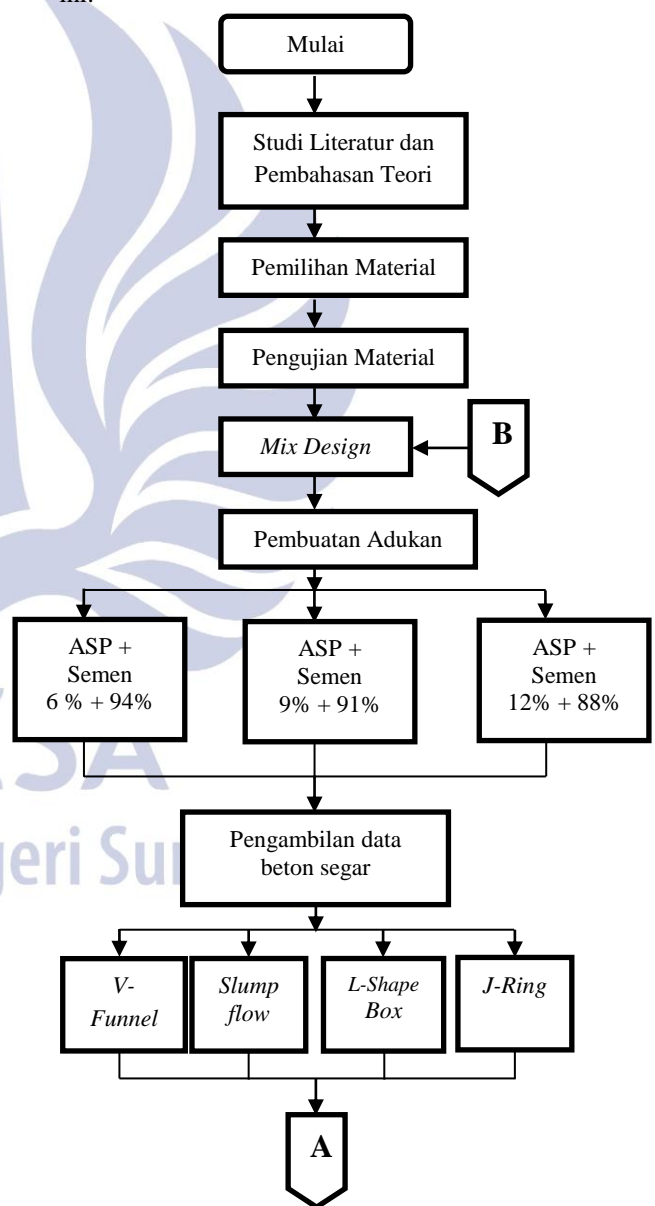 Mulai
Studi Literatur dan
Pembahasan Teori
Pemilihan Material
Pengujian Material
Mix Design
B
Pembuatan Adukan
ASP +
Semen
6 % + 94%
ASP +
Semen
9% + 91%
ASP +
Semen
12% + 88%
Pengambilan data
beton segar
V-
Funnel
Slump
flow
L-Shape
Box
J-Ring
A